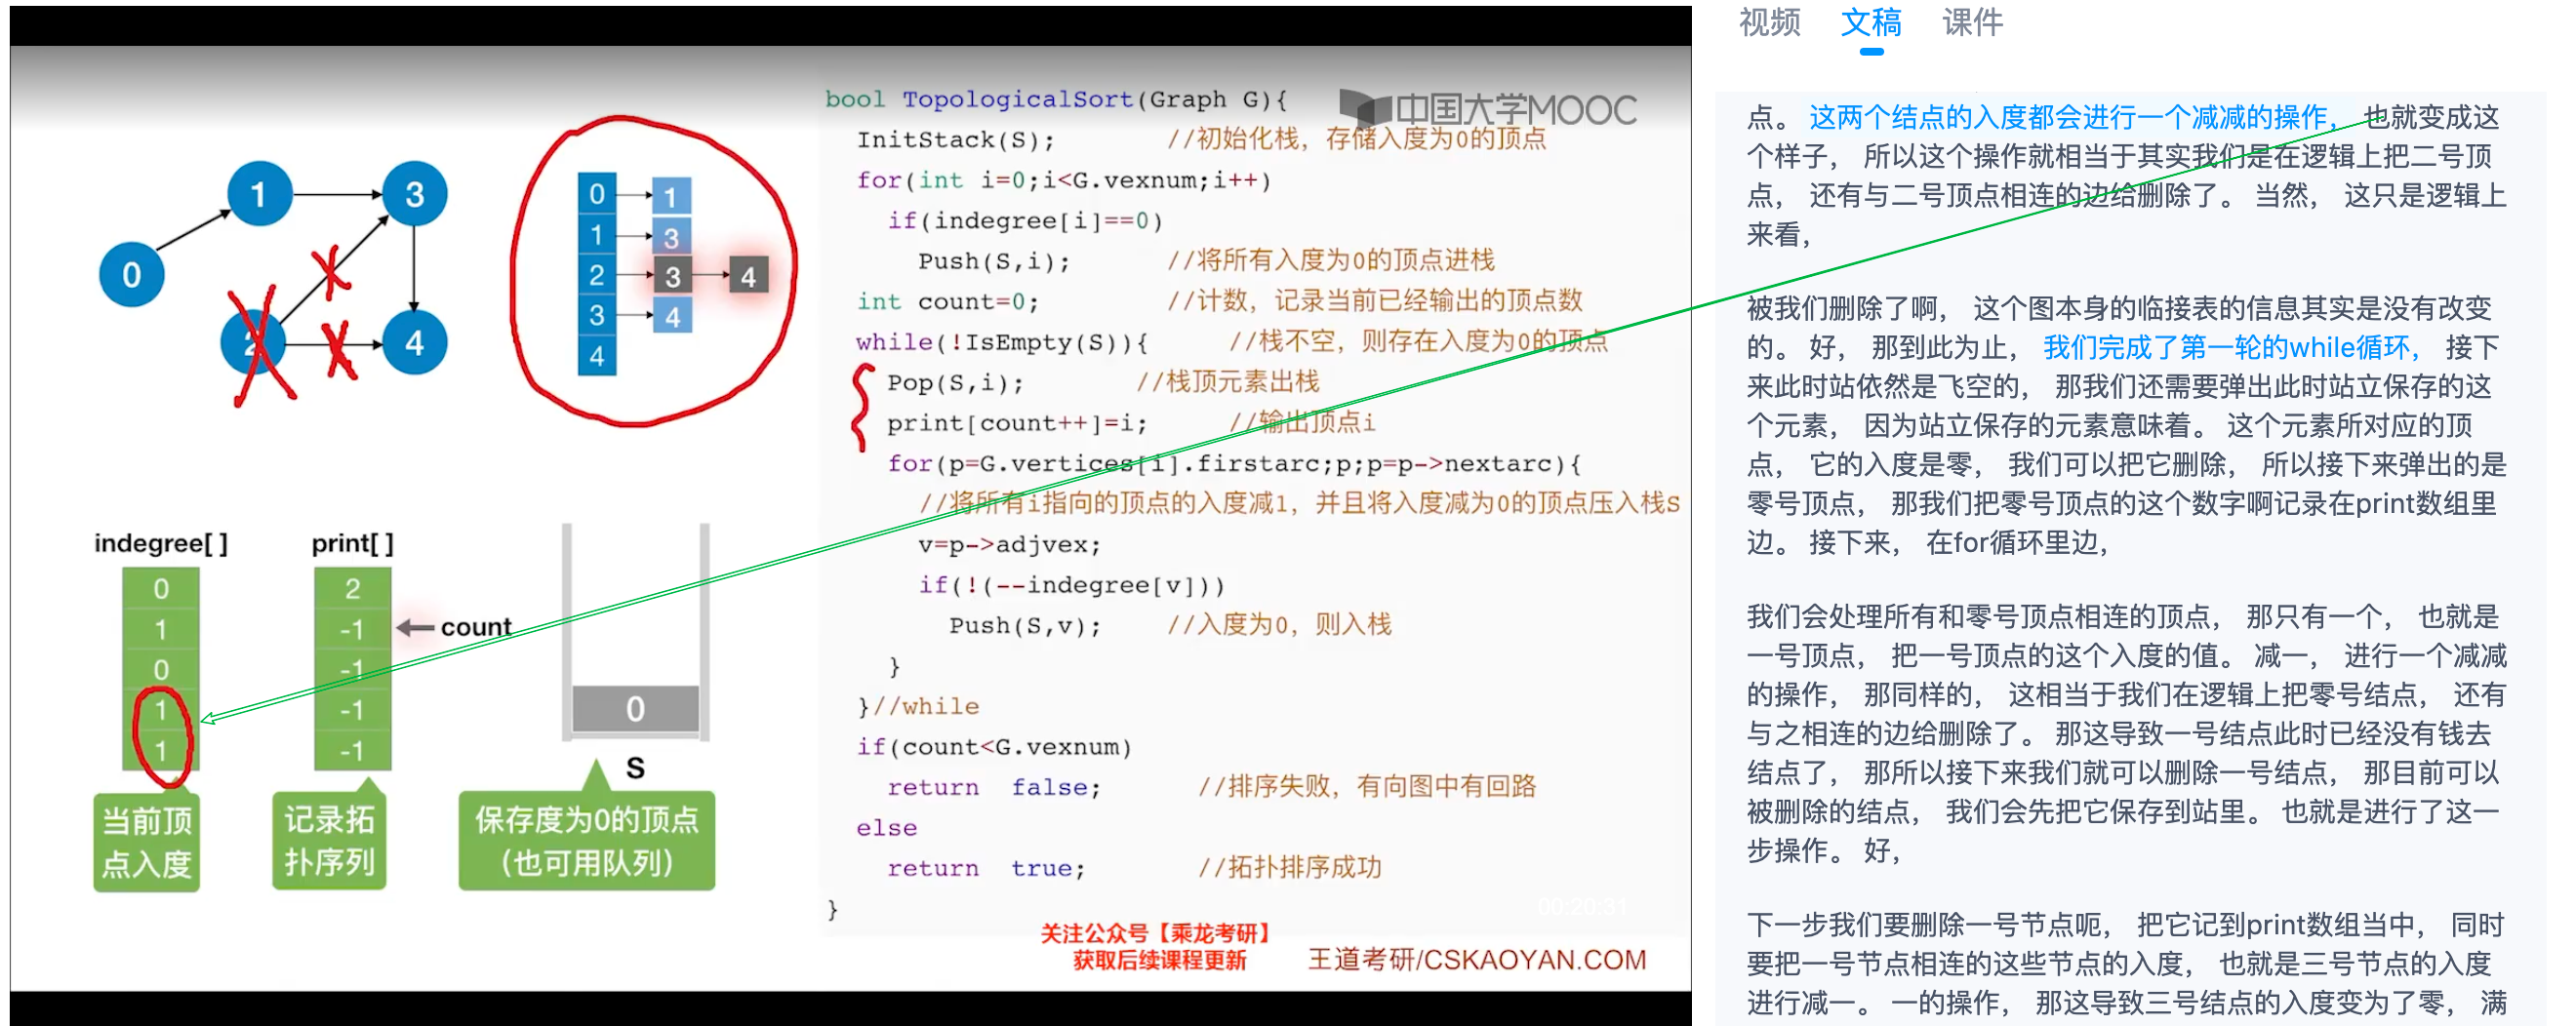 中国大学MOOC
0
1
2
3
4
0
1
1
3
2
3
4
3
4
4
indegree[ ]
0
1
0
1
1
当前顶
点入度
print[ ]
2
-1
-1
-1
-1
count
记录拓
扑序列
0
S
保存度为0的顶点
（也可用队列）
bool TopologicalSort(Graph G){
InitStack(S); //初始化栈，存储入度为0的顶点
for(int i=0;i<G.vexnum;i++)
if(indegree[i]==0)
Push(S,i); //将所有入度为0的顶点进栈
int count=0; //计数，记录当前已经输出的顶点数
while(!IsEmpty(S)){ //栈不空，则存在入度为0的顶点
Pop(S,i); //栈顶元素出栈
print[count++]=i; //输出顶点i
for(p=G.vertices[i].firstarc;p;p=p->nextarc){
//将所有i指向的顶点的入度减1，并且将入度减为0的顶点压入栈S
v=p->adjvex;
if(!(--indegree[v]))
Push(S,v); //入度为0，则入栈
}
}//while
if(count<G.vexnum)
return false; //排序失败，有向图中有回路
else
return true; //拓扑排序成功
}
00:20:31
关注公众号【乘龙考研】
获取后续课程更新
王道考研/CSKAOYAN.COM
视频 文稿 课件
点。 这两个结点的入度都会进行一个减减的操作， 也就变成这
个样子， 所以这个操作就相当于其实我们是在逻辑上把二号顶
点， 还有与二号顶点相连的边给删除了。 当然， 这只是逻辑上
来看，
被我们删除了啊， 这个图本身的临接表的信息其实是没有改变
的。 好， 那到此为止， 我们完成了第一轮的while循环， 接下
来此时站依然是飞空的， 那我们还需要弹出此时站立保存的这
个元素， 因为站立保存的元素意味着。 这个元素所对应的顶
点， 它的入度是零， 我们可以把它删除， 所以接下来弹出的是
零号顶点， 那我们把零号顶点的这个数字啊记录在print数组里
边。 接下来， 在for循环里边，
我们会处理所有和零号顶点相连的顶点， 那只有一个， 也就是
一号顶点， 把一号顶点的这个入度的值。 减一， 进行一个减减
的操作， 那同样的， 这相当于我们在逻辑上把零号结点， 还有
与之相连的边给删除了。 那这导致一号结点此时已经没有钱去
结点了， 那所以接下来我们就可以删除一号结点， 那目前可以
被删除的结点， 我们会先把它保存到站里。 也就是进行了这一
步操作。 好，
下一步我们要删除一号节点呃， 把它记到print数组当中， 同时
要把一号节点相连的这些节点的入度， 也就是三号节点的入度
进行减一。 一的操作， 那这导致三号结点的入度变为了零， 满